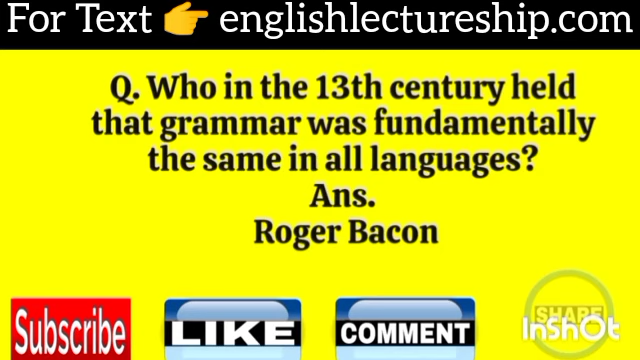 For Text 👉 englishlectureship.com
Q. Who in the 13th century held
that grammar was fundamentally
the same in all languages?
Ans.
Roger Bacon
Subscribe
LIKE
COMMENT
SHARE
InShOt